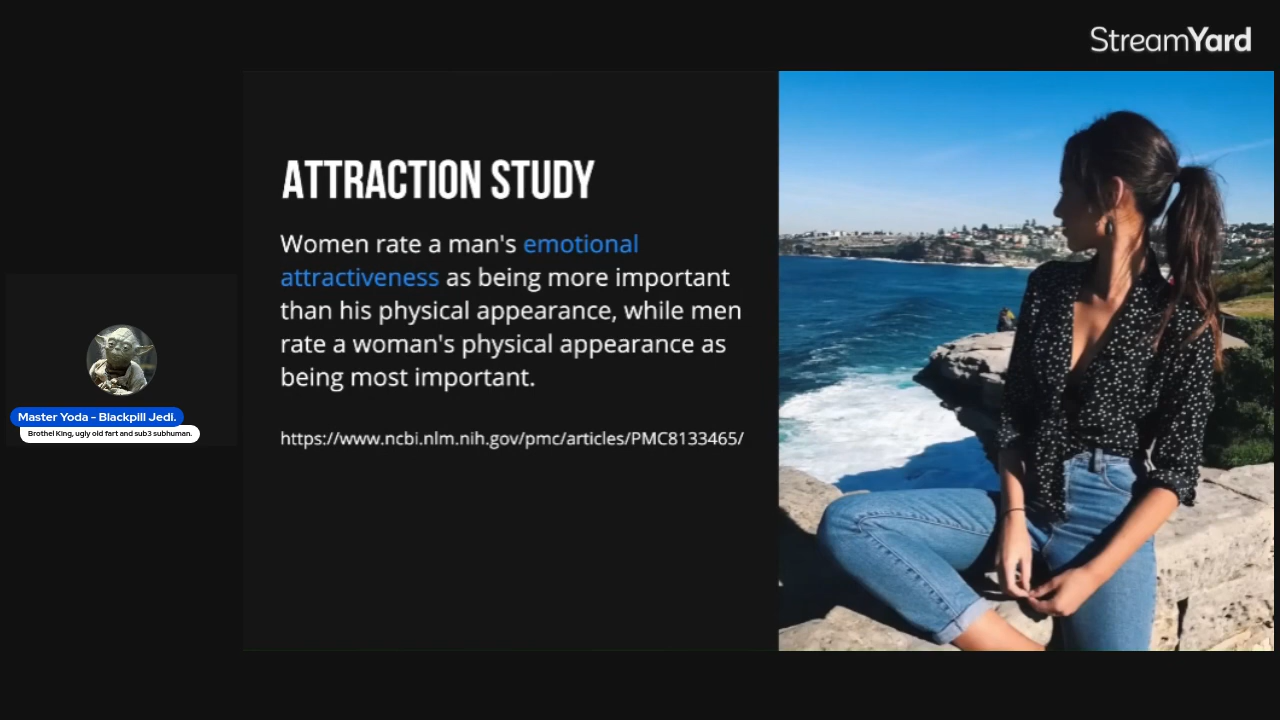 StreamYard
ATTRACTION STUDY
Women rate a man's emotional
attractiveness as being more important
than his physical appearance, while men
rate a woman's physical appearance as
being most important.
https://www.ncbi.nlm.nih.gov/pmc/articles/PMC8133465/
Master Yoda - Blackpill Jedi.
Brothel King, ugly old fart and sub3 subhuman.